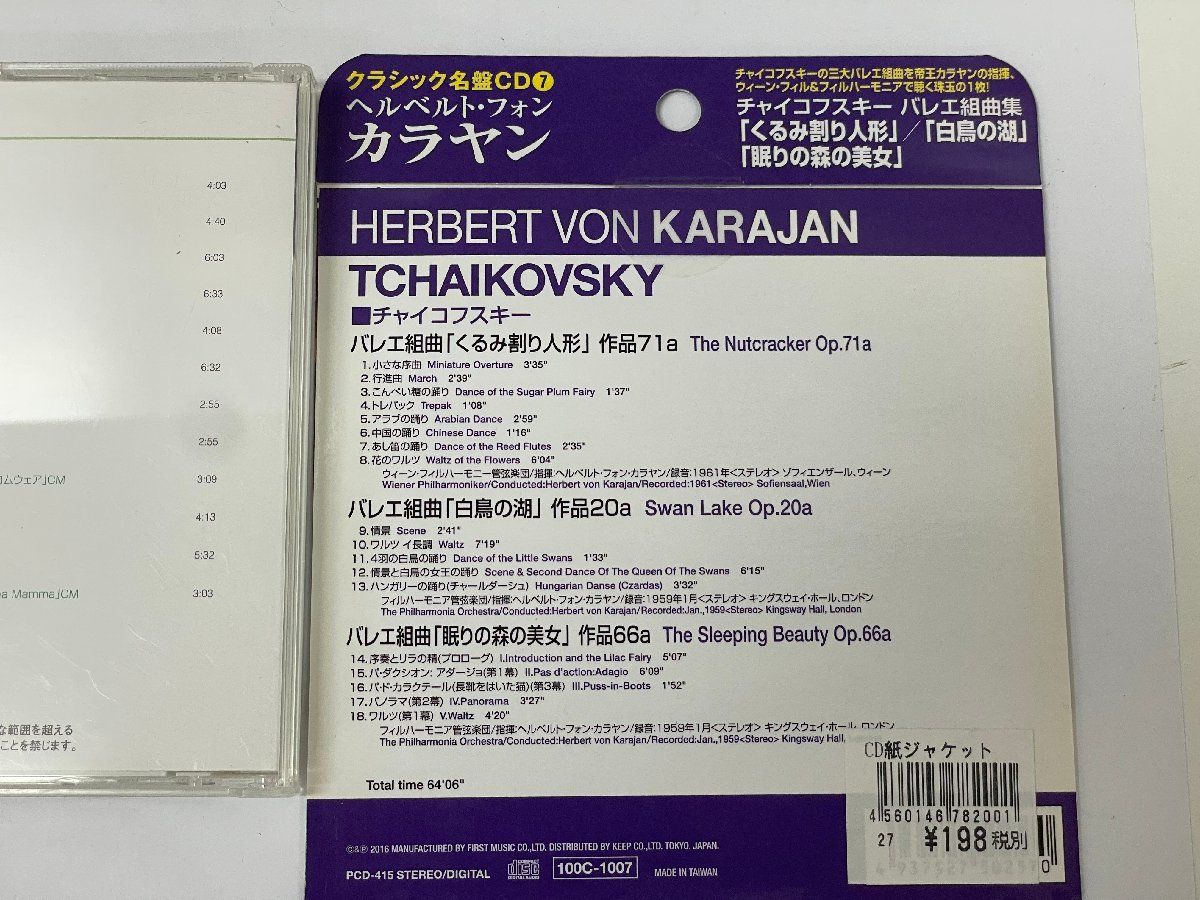 4:03
4:40
6:03
6:33
4:08
6:32
2:55
2:55
3:09
4:13
5:32
a Mamma」CM 3:03
な範囲を超える
ことを禁じます。
クラシック名盤CD❼
ヘルベルト・フォン
カラヤン
チャイコフスキーの三大バレエ組曲を帝王カラヤンの指揮、
ウィーン・フィル&フィルハーモニアで聴く珠玉の1枚!
チャイコフスキー バレエ組曲集
「くるみ割り人形」/「白鳥の湖」
「眠りの森の美女」
HERBERT VON KARAJAN
TCHAIKOVSKY
■チャイコフスキー
バレエ組曲「くるみ割り人形」 作品71a The Nutcracker Op.71a
1.小さな序曲 Miniature Overture 3'35"
2.行進曲 March 2'39"
3.こんぺい糖の踊り Dance of the Sugar Plum Fairy 1'37"
4.トレパック Trepak 1'08"
5.アラブの踊り Arabian Dance 2'59"
6.中国の踊り Chinese Dance 1'16"
7.あし笛の踊り Dance of the Reed Flutes 2'35"
8.花のワルツ Waltz of the Flowers 6'04"
ウィーン・フィルハーモニー管弦楽団/指揮:ヘルベルト・フォン・カラヤン/録音:1961年<ステレオ> ゾフィエンザール、ウィーン
Wiener Philharmoniker/Conducted:Herbert von Karajan/Recorded:1961<Stereo> Sofiensaal,Wien
バレエ組曲「白鳥の湖」 作品20a Swan Lake Op.20a
9.情景 Scene 2'41"
10.ワルツ イ長調 Waltz 7'19"
11.4羽の白鳥の踊り Dance of the Little Swans 1'33"
12.情景と白鳥の女王の踊り Scene & Second Dance Of The Queen Of The Swans 6'15"
13.ハンガリーの踊り(チャールダーシュ) Hungarian Danse (Czardas) 3'32"
フィルハーモニア管弦楽団/指揮:ヘルベルト・フォン・カラヤン/録音:1959年1月<ステレオ> キングスウェイ・ホール、ロンドン
The Philharmonia Orchestra/Conducted:Herbert von Karajan/Recorded:Jan.,1959<Stereo> Kingsway Hall, London
バレエ組曲「眠りの森の美女」 作品66a The Sleeping Beauty Op.66a
14.序奏とリラの精(プロローグ) I.Introduction and the Lilac Fairy 5'07"
15.パ・ダクシオン: アダージョ(第1幕) II.Pas d'action:Adagio 6'09"
16.パ・ド・カラクテール(長靴をはいた猫)(第3幕) III.Puss-in-Boots 1'52"
17.パノラマ(第2幕) IV.Panorama 3'27"
18.ワルツ(第1幕) V.Waltz 4'20"
フィルハーモニア管弦楽団/指揮:ヘルベルト・フォン・カラヤン/録音:1959年1月<ステレオ> キングスウェイ・ホール、ロンドン
The Philharmonia Orchestra/Conducted:Herbert von Karajan/Recorded:Jan.,1959<Stereo> Kingsway Hall,
Total time 64'06"
©&℗ 2016 MANUFACTURED BY FIRST MUSIC CO.,LTD. DISTRIBUTED BY KEEP CO.,LTD. TOKYO. JAPAN.
PCD-415 STEREO/DIGITAL COMPACT disc DIGITAL AUDIO 100C-1007 MADE IN TAIWAN
CD紙ジャケット
4 560146 782001
27 ¥198税別